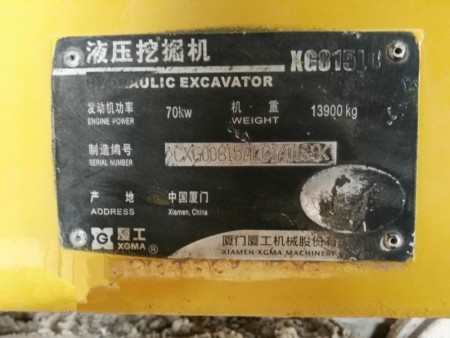 液压挖掘机
AULIC EXCAVATOR
发动机功率 70kw 机 重 13900 kg
ENGINE POWER WEIGHT
制造编号
SERIAL NUMBER
产 地 中国厦门
ADDRESS Xiamen, China
厦工
XGMA ®
厦门厦工机械股份有
XIAMEN XGMA MACHINERY